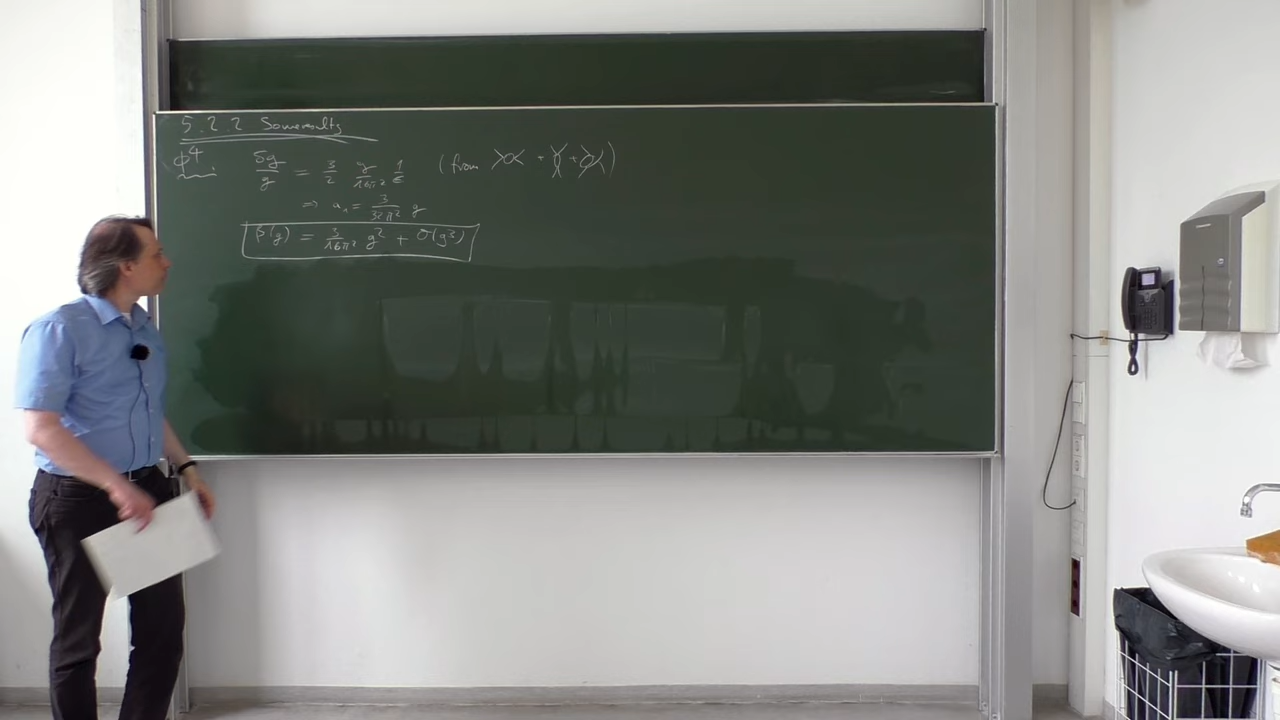 5.2.2 Some results
ϕ⁴ δg/g = 3/2 g/16π² 1/ε (from + + )
⇒ a₁ = 3/32π² g
β(g) = 3/16π² g² + O(g³)